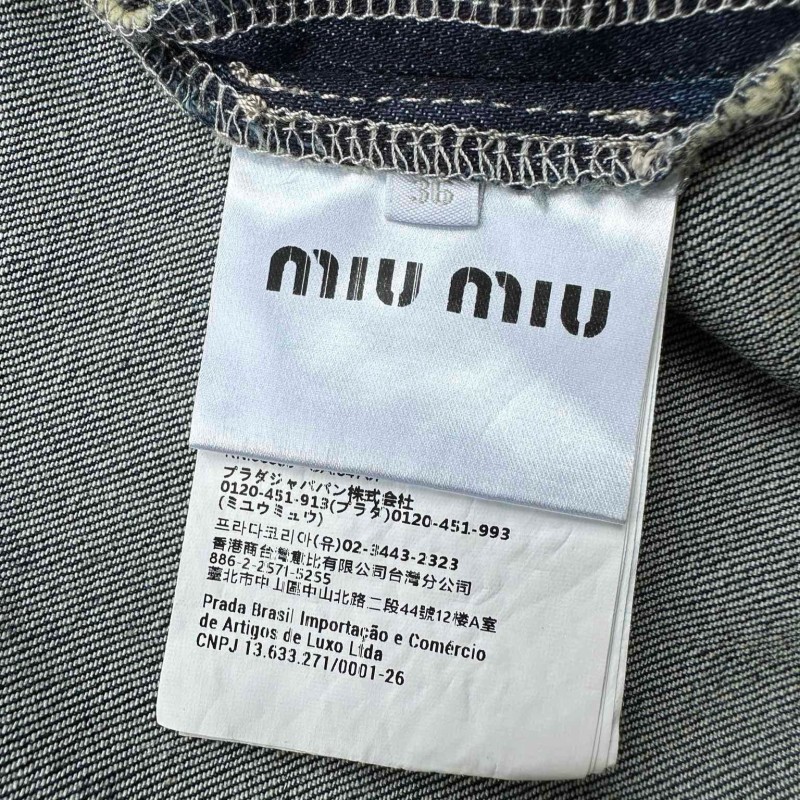 36
miu miu
プラダジャパパン株式会社
0120-451-913(プラダ)0120-451-993
(ミユウミュウ)
프라다코리아(유)02-3443-2323
香港商台灣 比有限公司台灣分公司
886-2-2571-5255
臺北市中山區中山北路二段44號12樓A室
Prada Brasil Importação e Comércio
de Artigos de Luxo Ltda
CNPJ 13.633.271/0001-26